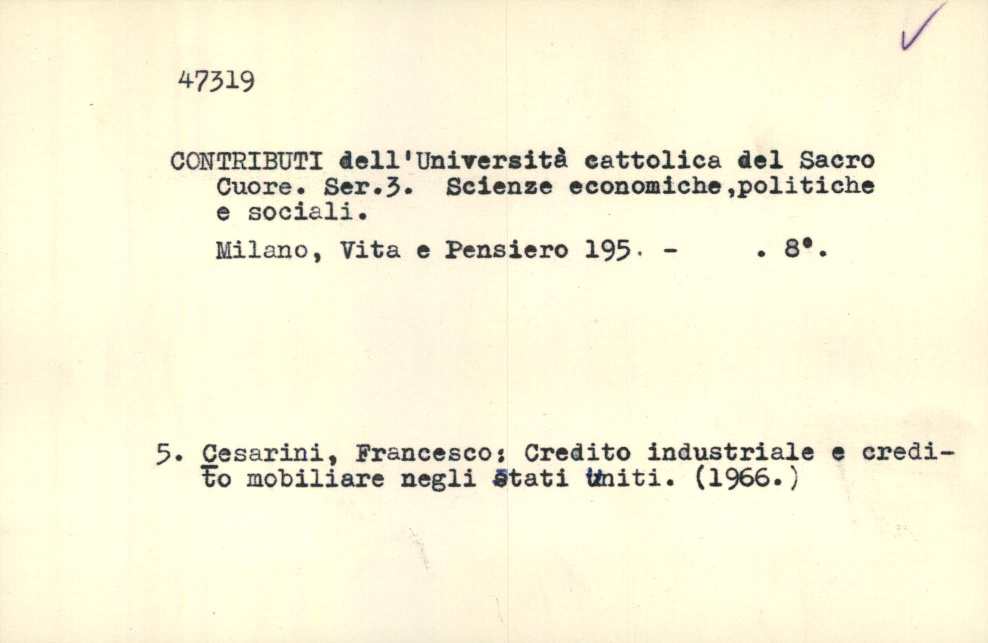 47319
CONTRIBUTI dell'Università cattolica del Sacro
Cuore. Ser.3. Scienze economiche,politiche
e sociali.
Milano, Vita e Pensiero 195. - . 8°.
5. Cesarini, Francesco: Credito industriale e credi-
to mobiliare negli Stati Uniti. (1966.)